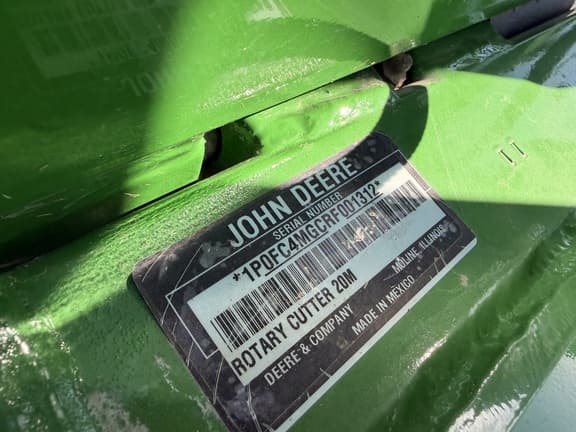 JOHN DEERE
SERIAL NUMBER
*1P0FC4MGCRF001312*
ROTARY CUTTER 20M
DEERE & COMPANY MOLINE ILLINOIS
MADE IN MEXICO